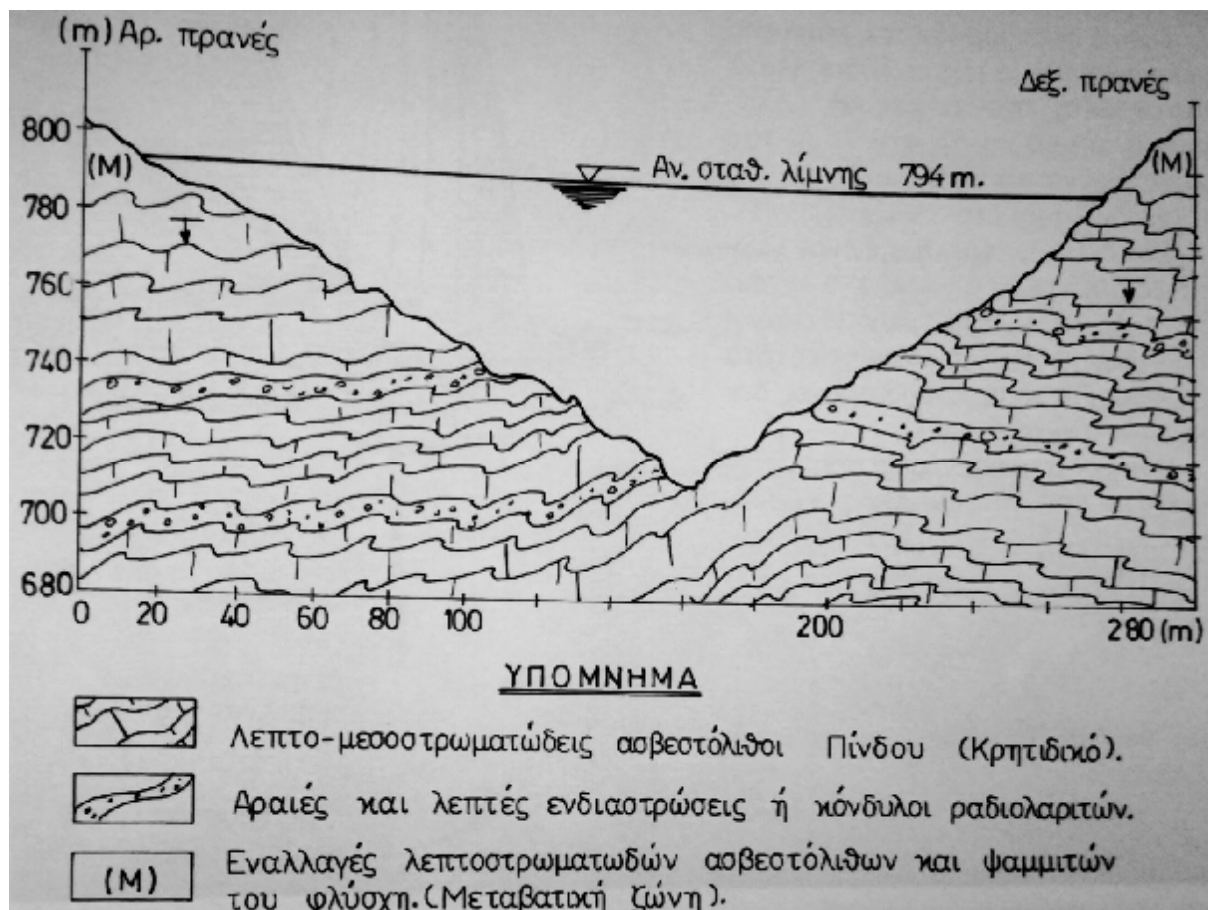 (m) Αρ. πρανές
Δεξ. πρανές
800
(M)
(M)
Αν. σταθ. λίμνης 794 m.
780
760
740
720
700
680
0 20 40 60 80 100 200 280 (m)
ΥΠΟΜΝΗΜΑ
Λεπτο-μεσοστρωματώδεις ασβεστόλιθοι Πίνδου (Κρητιδικό).
Αραιές και λεπτές ενδιαστρώσεις ή κόνδυλοι ραδιολαριτών.
(M)
Εναλλαγές λεπτοστρωματωδών ασβεστόλιθων και ψαμμιτών
του φλύσχη. (Μεταβατική ζώνη).